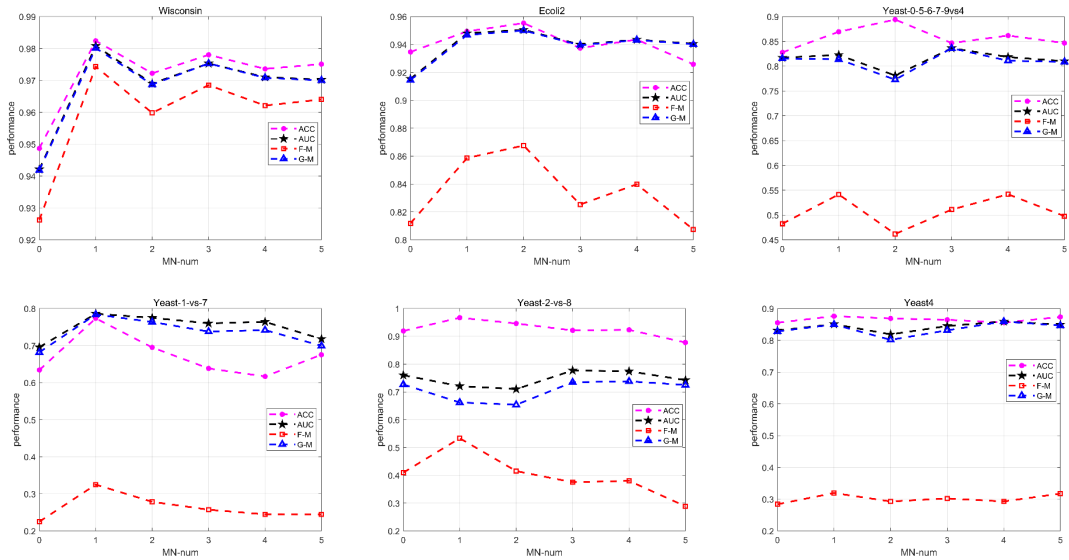 Wisconsin
0.99
0.98
0.97
0.96
0.95
0.94
0.93
0.92
performance
ACC
AUC
F-M
G-M
0 1 2 3 4 5
MN-num
Ecoli2
0.96
0.94
0.92
0.9
0.88
0.86
0.84
0.82
0.8
performance
ACC
AUC
F-M
G-M
0 1 2 3 4 5
MN-num
Yeast-0-5-6-7-9vs4
0.9
0.85
0.8
0.75
0.7
0.65
0.6
0.55
0.5
0.45
performance
ACC
AUC
F-M
G-M
0 1 2 3 4 5
MN-num
Yeast-1-vs-7
0.8
0.7
0.6
0.5
0.4
0.3
0.2
performance
ACC
AUC
F-M
G-M
0 1 2 3 4 5
MN-num
Yeast-2-vs-8
1
0.9
0.8
0.7
0.6
0.5
0.4
0.3
0.2
performance
ACC
AUC
F-M
G-M
0 1 2 3 4 5
MN-num
Yeast4
0.9
0.8
0.7
0.6
0.5
0.4
0.3
0.2
performance
ACC
AUC
F-M
G-M
0 1 2 3 4 5
MN-num